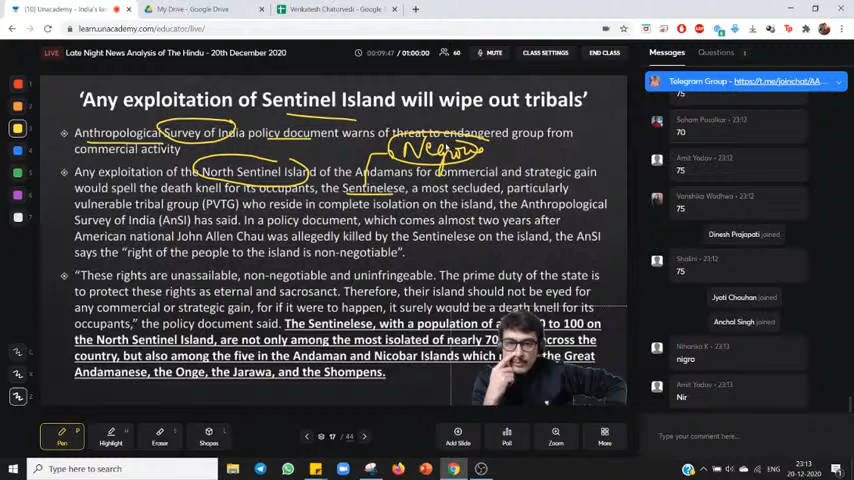 (10) Unacademy - India's la
My Drive - Google Drive
Venkatesh Chatorvedi - Google S
learn.unacademy.com/educator/live/
LIVE Late Night News Analysis of The Hindu - 20th December 2020
00:09:47 / 01:00:00
60
MUTE
CLASS SETTINGS
END CLASS
Messages
Questions
1
Telegram Group - https://t.me/joinchat/AA...
1
2
3
4
5
6
7
‘Any exploitation of Sentinel Island will wipe out tribals’
Anthropological Survey of India policy document warns of threat to endangered group from
commercial activity
Any exploitation of the North Sentinel Island of the Andamans for commercial and strategic gain
would spell the death knell for its occupants, the Sentinelese, a most secluded, particularly
vulnerable tribal group (PVTG) who reside in complete isolation on the island, the Anthropological
Survey of India (AnSI) has said. In a policy document, which comes almost two years after
American national John Allen Chau was allegedly killed by the Sentinelese on the island, the AnSI
says the “right of the people to the island is non-negotiable”.
“These rights are unassailable, non-negotiable and uninfringeable. The prime duty of the state is
to protect these rights as eternal and sacrosanct. Therefore, their island should not be eyed for
any commercial or strategic gain, for if it were to happen, it surely would be a death knell for its
occupants,” the policy document said. The Sentinelese, with a population of to 100 on
the North Sentinel Island, are not only among the most isolated of nearly 70 across the
country, but also among the five in the Andaman and Nicobar Islands which the Great
Andamanese, the Onge, the Jarawa, and the Shompens.
75
Soham Pusalkar - 23:12
70
Amit Yadav - 23:12
75
Vanshika Wadhwa - 23:12
75
Dinesh Prajapati joined
Shalini - 23:12
75
Jyoti Chauhan joined
Anchal Singh joined
Niharika K - 23:13
nigro
Amit Yadav - 23:13
Nir
Type your comment...
Pen
Highlight
Eraser
Shapes
17 / 44
Add Slide
Poll
Zoom
More
Type here to search
ENG
23:13
20-12-2020